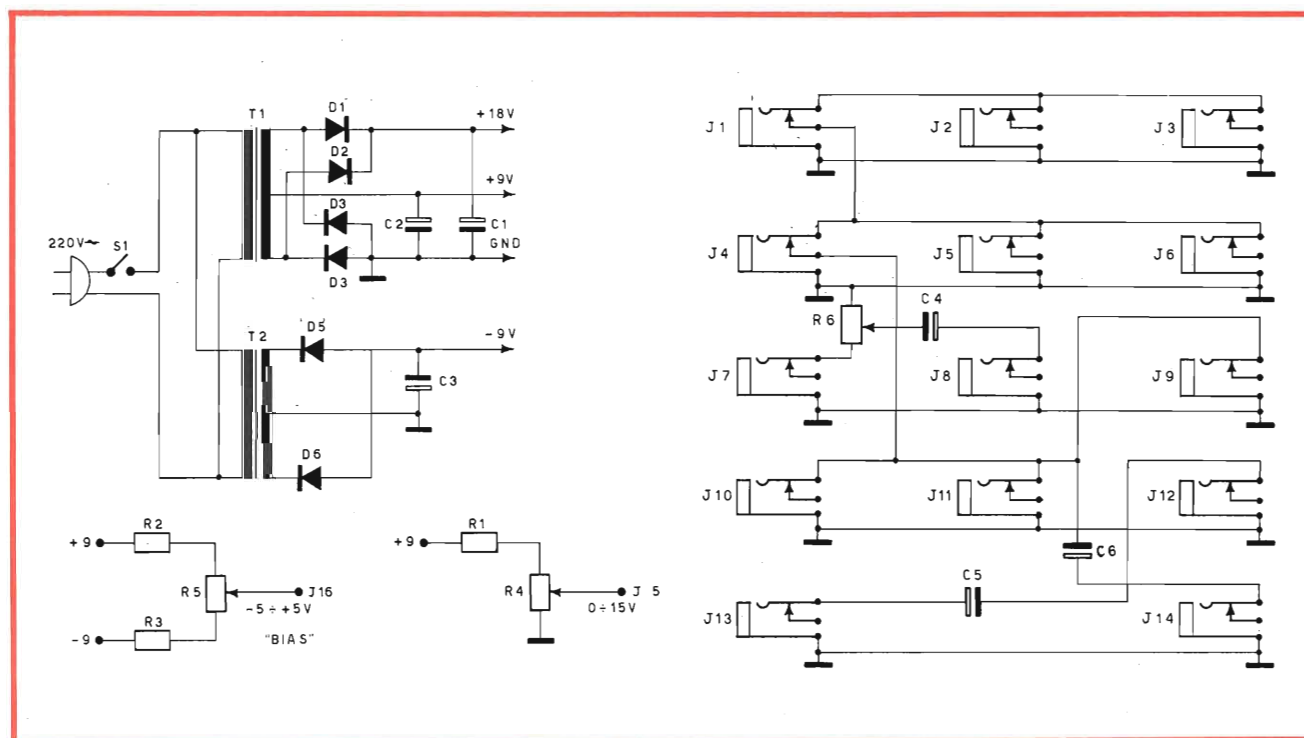 T1
D1
+18V
D2
+9V
D3
C2
C1
GND
D3
220V~
S1
T2
D5
-9V
C3
D6
R2
+9
R5
J16
-5÷+5V
R3
-9
"BIAS"
R1
+9
R4
J 5
0÷15V
J1
J2
J3
J4
J5
J6
R6
C4
J7
J8
J9
J10
J11
J12
C6
C5
J13
J14